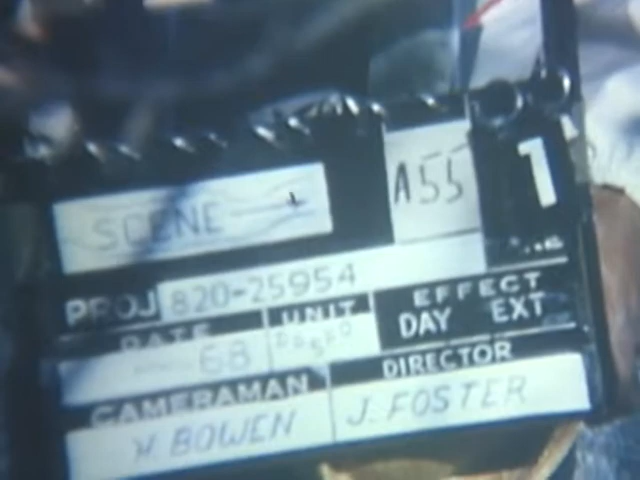 SCENE A55 1
PROJ 820-25954
DATE UNIT EFFECT
68 DAY EXT
CAMERAMAN DIRECTOR
BOWEN J. FOSTER